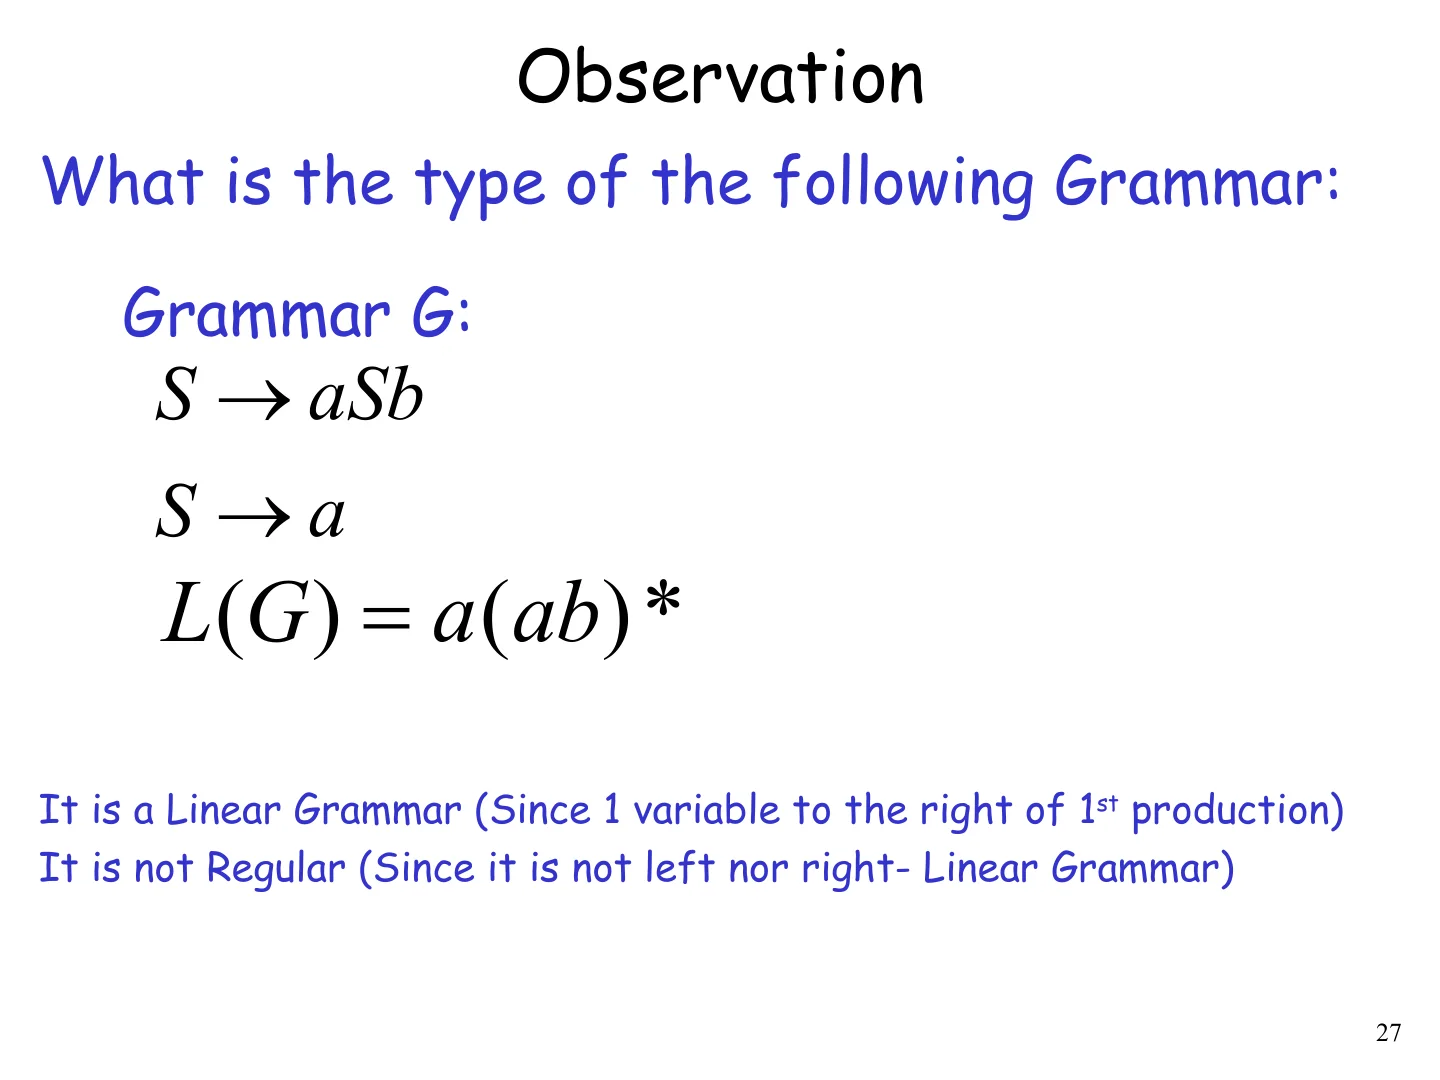 Observation
What is the type of the following Grammar:
Grammar G:
S → aSb
S → a
L(G) = a(ab)*
It is a Linear Grammar (Since 1 variable to the right of 1st production)
It is not Regular (Since it is not left nor right- Linear Grammar)
27